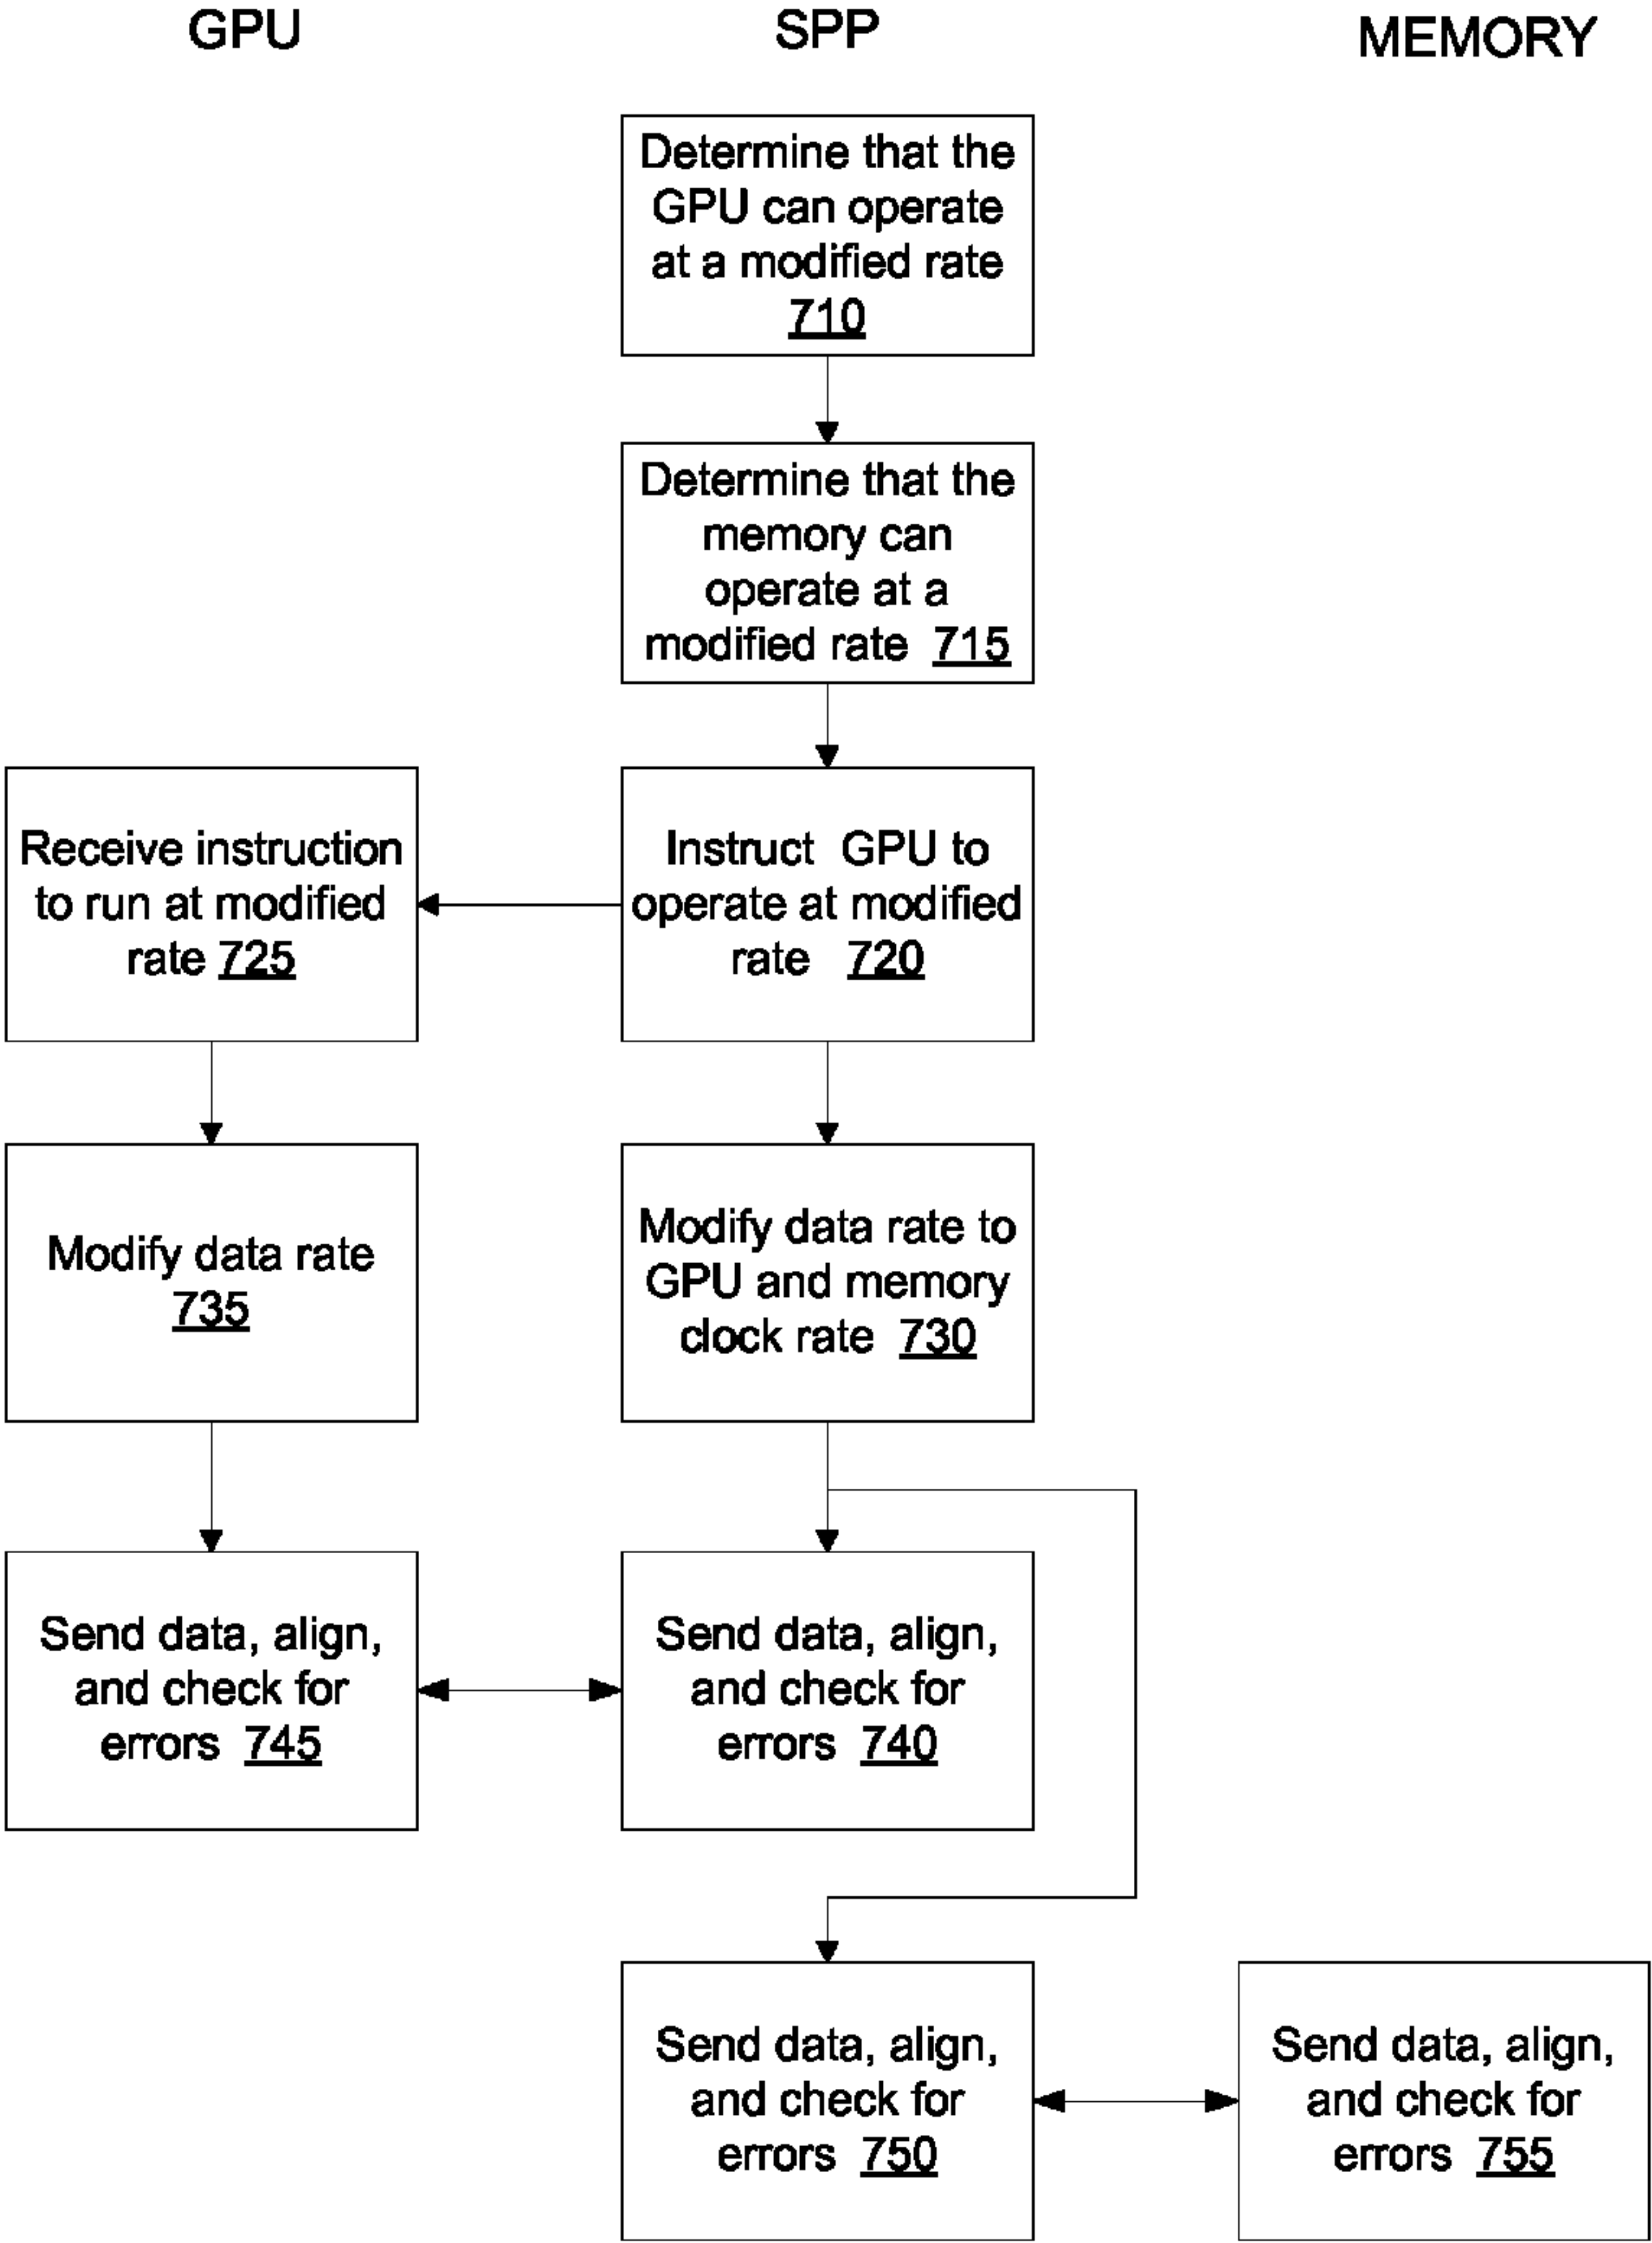 GPU
SPP
MEMORY
Determine that the
GPU can operate
at a modified rate
710
Determine that the
memory can
operate at a
modified rate 715
Receive instruction
to run at modified
rate 725
Instruct GPU to
operate at modified
rate 720
Modify data rate
735
Modify data rate to
GPU and memory
clock rate 730
Send data, align,
and check for
errors 745
Send data, align,
and check for
errors 740
Send data, align,
and check for
errors 750
Send data, align,
and check for
errors 755